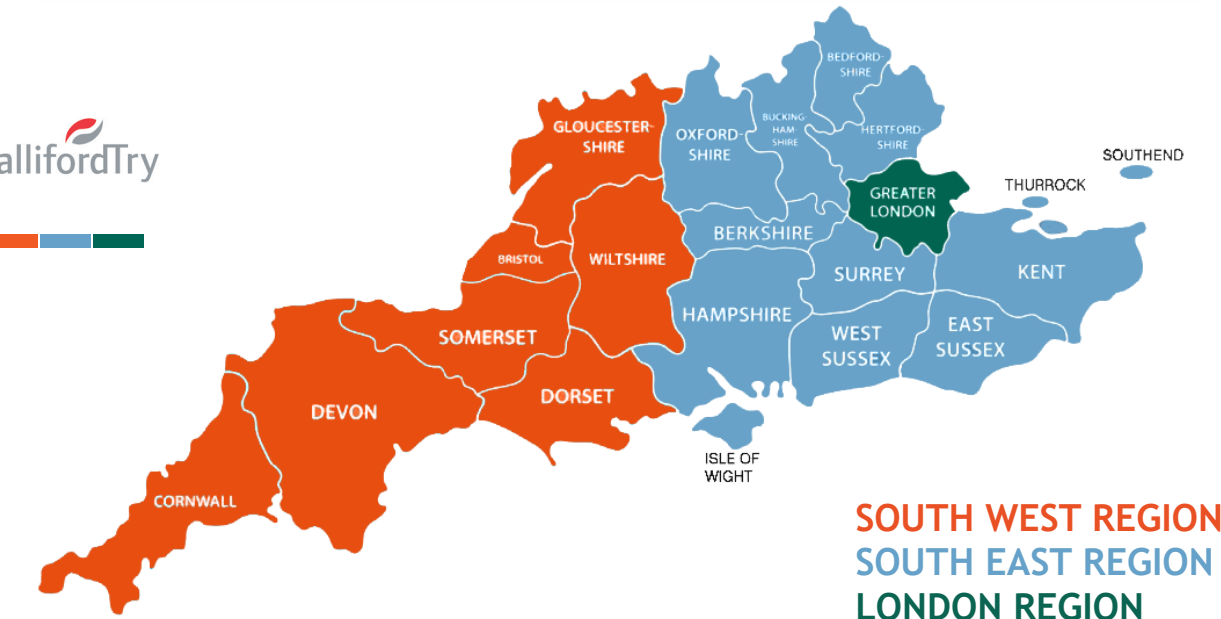 allifordTry
BEDFORD-
SHIRE
BUCKING-
HAM
SHIRE
GLOUCESTER-
SHIRE
OXFORD-
SHIRE
HERTFORD-
SHIRE
SOUTHEND
THURROCK
GREATER
LONDON
BERKSHIRE
BRISTOL
WILTSHIRE
SURREY
KENT
HAMPSHIRE
SOMERSET
WEST
SUSSEX
EAST
SUSSEX
DORSET
DEVON
ISLE OF
WIGHT
CORNWALL
SOUTH WEST REGION
SOUTH EAST REGION
LONDON REGION